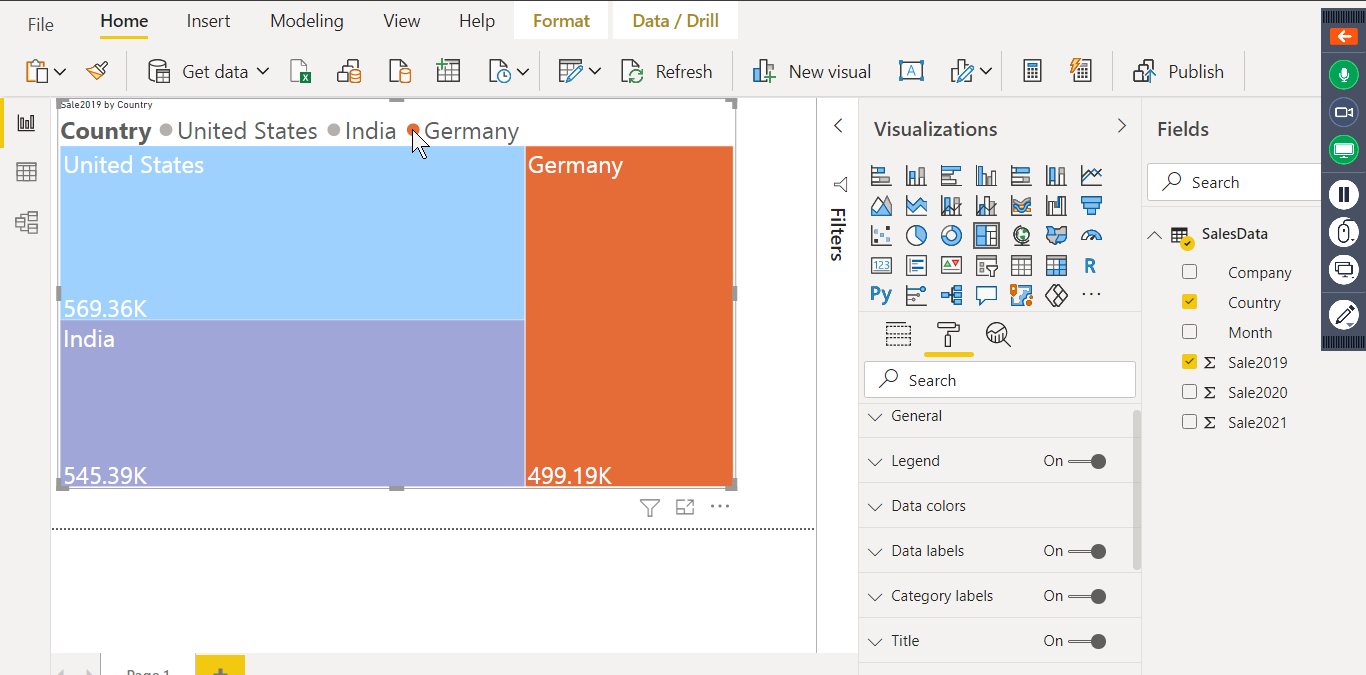 File Home Insert Modeling View Help Format Data / Drill
Get data Refresh New visual A Publish
Sale2019 by Country
Country United States India Germany
United States
569.36K
India
545.39K
Germany
499.19K
Filters
Visualizations
123
R
Py
Search
General
Legend On
Data colors
Data labels On
Category labels On
Title On
Fields
Search
SalesData
Company
Country
Month
Σ Sale2019
Σ Sale2020
Σ Sale2021
Page 1